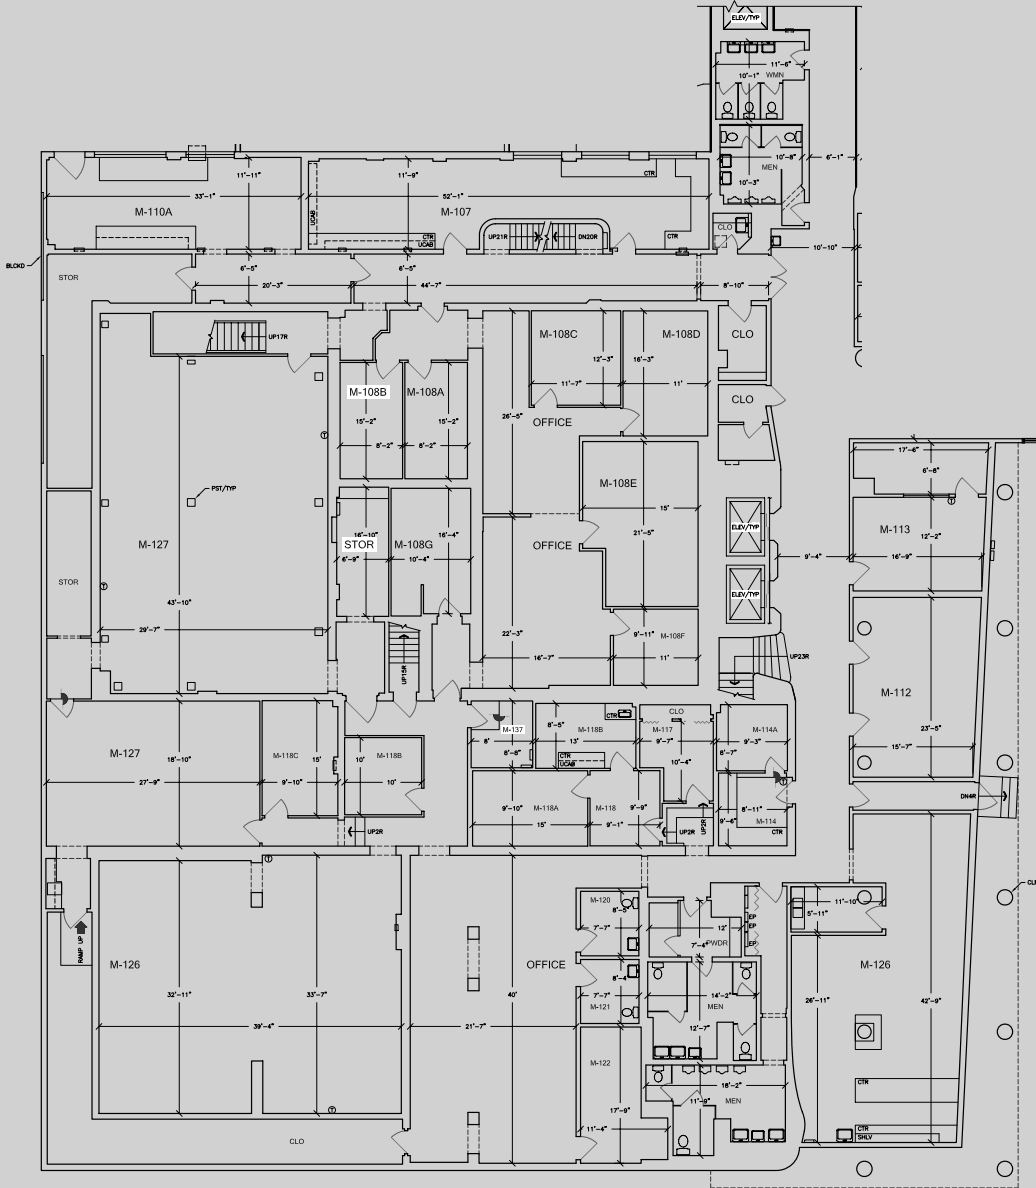 ELEV/TYP
11'-6"
10'-1"
WMN
10'-8"
MEN
10'-3"
6'-1"
11'-11"
33'-1"
M-110A
11'-9"
CTR
52'-1"
M-107
UCAB
CTR
UCAB
UP21R
DN20R
CTR
CLO
10'-10"
BLCKD
STOR
6'-5"
20'-3"
6'-5"
44'-7"
8'-10"
UP17R
M-108C
M-108D
CLO
12'-3"
16'-3"
11'-7"
11'
M-108B
M-108A
CLO
15'-2"
15'-2"
26'-5"
OFFICE
8'-2"
8'-2"
17'-6"
6'-8"
T
PST/TYP
M-108E
T
15'
ELEV/TYP
M-113
12'-2"
M-127
16'-10"
STOR
M-108G
16'-4"
21'-5"
OFFICE
9'-4"
16'-9"
6'-9"
10'-4"
STOR
T
ELEV/TYP
43'-10"
29'-7"
22'-3"
9'-11"
M-108F
16'-7"
11'
UP15R
UP23R
M-112
23'-5"
15'-7"
M-127
18'-10"
M-118C
15'
27'-9"
9'-10"
10'
M-118B
10'
M-137
8'
8'-8"
8'-5"
CTR
M-118B
13'
CTR
UCAB
CLO
M-117
9'-7"
10'-4"
M-114A
9'-3"
8'-7"
T
DN4R
9'-10"
M-118A
M-118
9'-9"
15'
9'-1"
8'-11"
9'-6"
M-114
CTR
UP2R
UP2R
UP2R
T
M-120
8'-5"
7'-7"
12'
7'-4"
PWDR
EP
EP
EP
11'-10"
5'-11"
CLE
RAMP UP
M-126
OFFICE
8'-4"
7'-7"
M-121
14'-2"
MEN
12'-7"
M-126
32'-11"
33'-7"
40'
26'-11"
42'-9"
39'-4"
21'-7"
M-122
18'-2"
11'-9"
MEN
CTR
T
17'-9"
11'-4"
CTR
SHLV
CLO